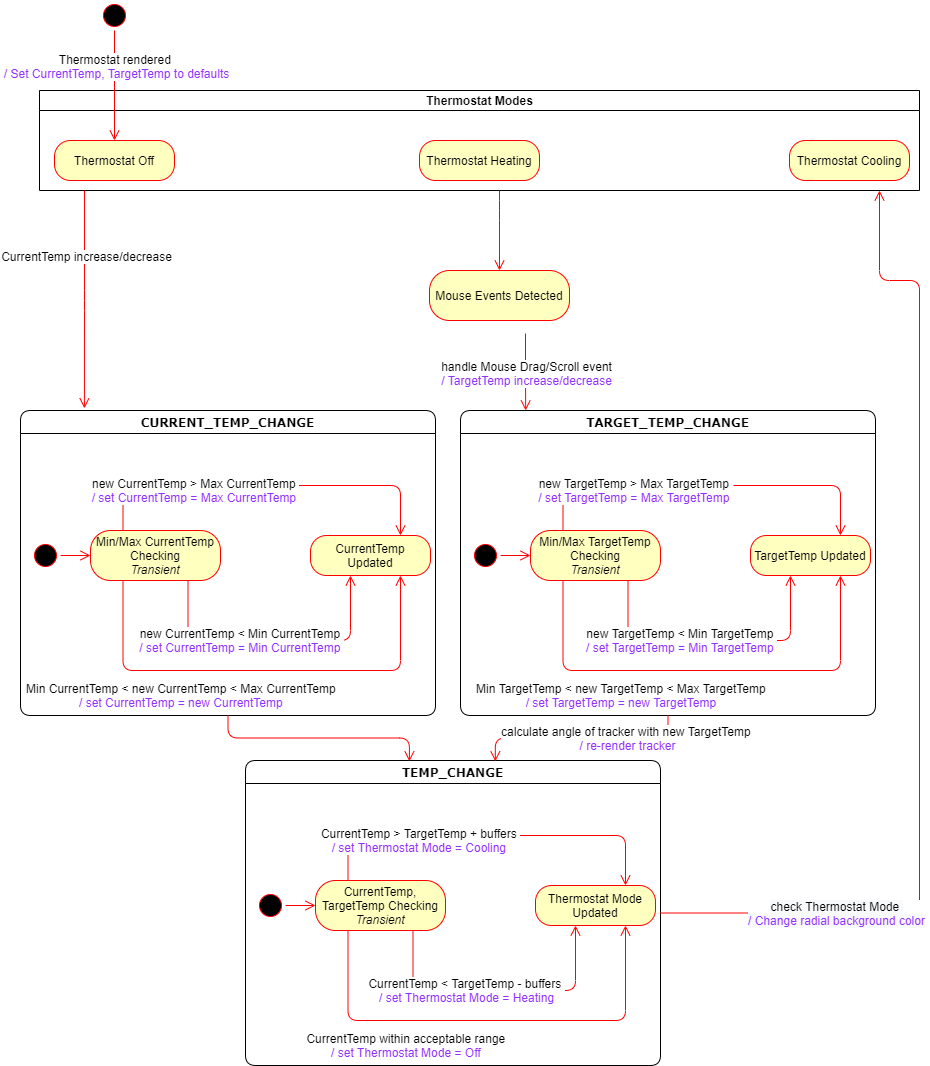 Thermostat rendered
/ Set CurrentTemp, TargetTemp to defaults
Thermostat Modes
Thermostat Off
Thermostat Heating
Thermostat Cooling
CurrentTemp increase/decrease
Mouse Events Detected
handle Mouse Drag/Scroll event
/ TargetTemp increase/decrease
CURRENT_TEMP_CHANGE
new CurrentTemp > Max CurrentTemp
/ set CurrentTemp = Max CurrentTemp
Min/Max CurrentTemp
Checking
Transient
CurrentTemp
Updated
new CurrentTemp < Min CurrentTemp
/ set CurrentTemp = Min CurrentTemp
Min CurrentTemp < new CurrentTemp < Max CurrentTemp
/ set CurrentTemp = new CurrentTemp
TARGET_TEMP_CHANGE
new TargetTemp > Max TargetTemp
/ set TargetTemp = Max TargetTemp
Min/Max TargetTemp
Checking
Transient
TargetTemp Updated
new TargetTemp < Min TargetTemp
/ set TargetTemp = Min TargetTemp
Min TargetTemp < new TargetTemp < Max TargetTemp
/ set TargetTemp = new TargetTemp
calculate angle of tracker with new TargetTemp
/ re-render tracker
TEMP_CHANGE
CurrentTemp > TargetTemp + buffers
/ set Thermostat Mode = Cooling
CurrentTemp,
TargetTemp Checking
Transient
Thermostat Mode
Updated
CurrentTemp < TargetTemp - buffers
/ set Thermostat Mode = Heating
CurrentTemp within acceptable range
/ set Thermostat Mode = Off
check Thermostat Mode
/ Change radial background color